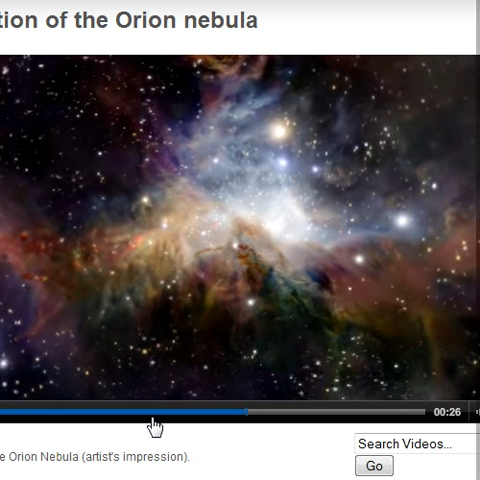 tion of the Orion nebula
00:26
Search Videos...
e Orion Nebula (artist's impression).
Go